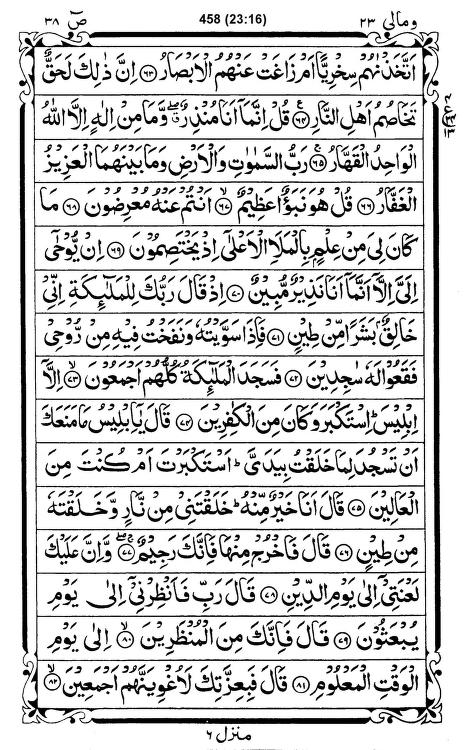 ص ٣٨ 458 (23:16) ومالی ٢٣
اَتَّخَذْنٰهُمْ سِخْرِيًّا اَمْ زَاغَتْ عَنْهُمُ الْاَبْصَارُ ﴿٦٣﴾ اِنَّ ذٰلِكَ لَحَقٌّ
تَخَاصُمُ اَهْلِ النَّارِ ﴿٦٤﴾ قُلْ اِنَّمَاۤ اَنَا مُنْذِرٌ ۖ وَّمَا مِنْ اِلٰهٍ اِلَّا اللّٰهُ
الْوَاحِدُ الْقَهَّارُ ﴿٦٥﴾ رَبُّ السَّمٰوٰتِ وَالْاَرْضِ وَمَا بَيْنَهُمَا الْعَزِيْزُ
الْغَفَّارُ ﴿٦٦﴾ قُلْ هُوَ نَبَؤٌا عَظِيْمٌ ﴿٦٧﴾ اَنْتُمْ عَنْهُ مُعْرِضُوْنَ ﴿٦٨﴾ مَا
كَانَ لِيَ مِنْ عِلْمٍۭ بِالْمَلَاِ الْاَعْلٰۤى اِذْ يَخْتَصِمُوْنَ ﴿٦٩﴾ اِنْ يُّوْحٰۤى
اِلَيَّ اِلَّاۤ اَنَّمَاۤ اَنَا نَذِيْرٌ مُّبِيْنٌ ﴿٧٠﴾ اِذْ قَالَ رَبُّكَ لِلْمَلٰٓئِكَةِ اِنِّيْ
خَالِقٌۢ بَشَرًا مِّنْ طِيْنٍ ﴿٧١﴾ فَاِذَا سَوَّيْتُهٗ وَنَفَخْتُ فِيْهِ مِنْ رُّوْحِيْ
فَقَعُوْا لَهٗ سٰجِدِيْنَ ﴿٧٢﴾ فَسَجَدَ الْمَلٰٓئِكَةُ كُلُّهُمْ اَجْمَعُوْنَ ﴿٧٣﴾ اِلَّاۤ
اِبْلِيْسَ ؕ اِسْتَكْبَرَ وَكَانَ مِنَ الْكٰفِرِيْنَ ﴿٧٤﴾ قَالَ يٰۤاِبْلِيْسُ مَا مَنَعَكَ
اَنْ تَسْجُدَ لِمَا خَلَقْتُ بِيَدَيَّ ؕ اَسْتَكْبَرْتَ اَمْ كُنْتَ مِنَ
الْعَالِيْنَ ﴿٧٥﴾ قَالَ اَنَا خَيْرٌ مِّنْهُ ؕ خَلَقْتَنِيْ مِنْ نَّارٍ وَّخَلَقْتَهٗ
مِنْ طِيْنٍ ﴿٧٦﴾ قَالَ فَاخْرُجْ مِنْهَا فَاِنَّكَ رَجِيْمٌ ﴿٧٧﴾ وَّاِنَّ عَلَيْكَ
لَعْنَتِيْۤ اِلٰى يَوْمِ الدِّيْنِ ﴿٧٨﴾ قَالَ رَبِّ فَاَنْظِرْنِيْۤ اِلٰى يَوْمِ
يُبْعَثُوْنَ ﴿٧٩﴾ قَالَ فَاِنَّكَ مِنَ الْمُنْظَرِيْنَ ﴿٨٠﴾ اِلٰى يَوْمِ
الْوَقْتِ الْمَعْلُوْمِ ﴿٨١﴾ قَالَ فَبِعِزَّتِكَ لَاُغْوِيَنَّهُمْ اَجْمَعِيْنَ ﴿٨٢﴾
منزل ٦